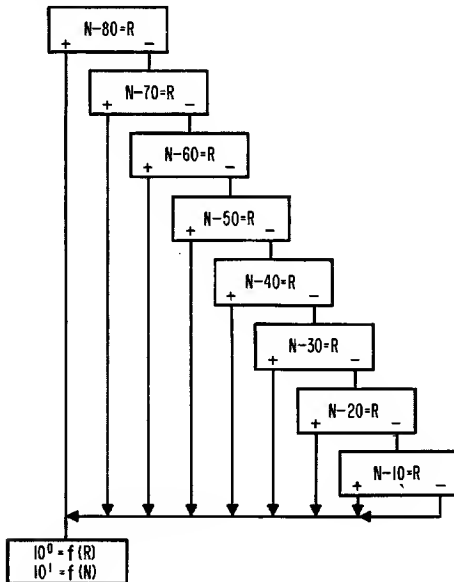 N-80=R
+ −
N-70=R
+ −
N-60=R
+ −
N-50=R
+ −
N-40=R
+ −
N-30=R
+ −
N-20=R
+ −
N-10=R
+ −
10⁰ = f (R)
10¹ = f (N)